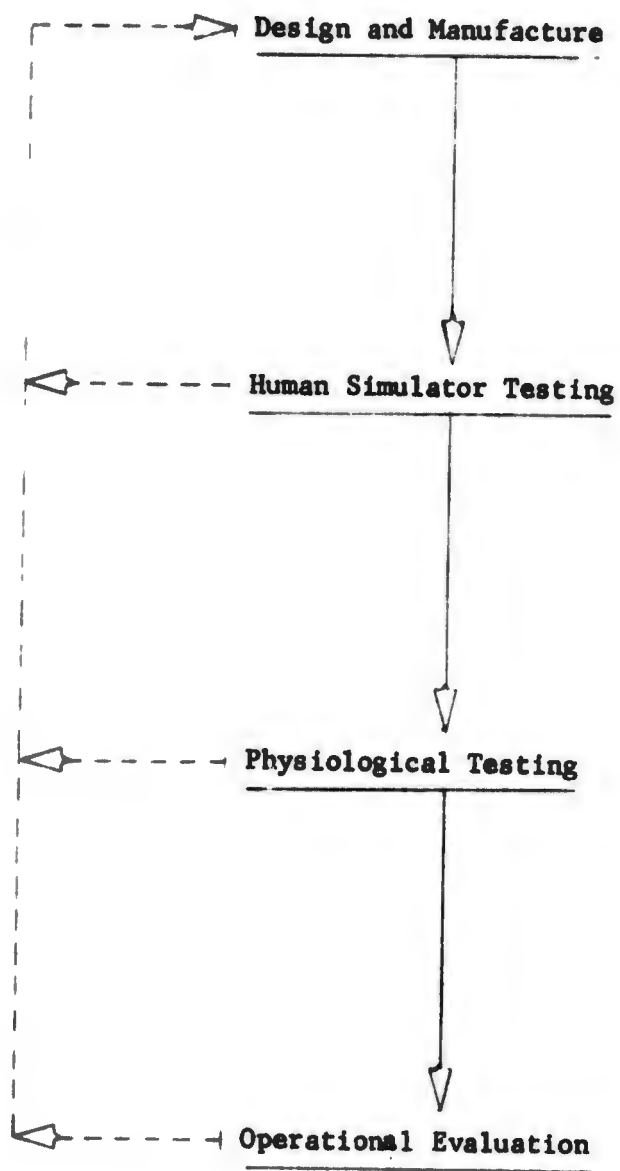 Design and Manufacture
Human Simulator Testing
Physiological Testing
Operational Evaluation